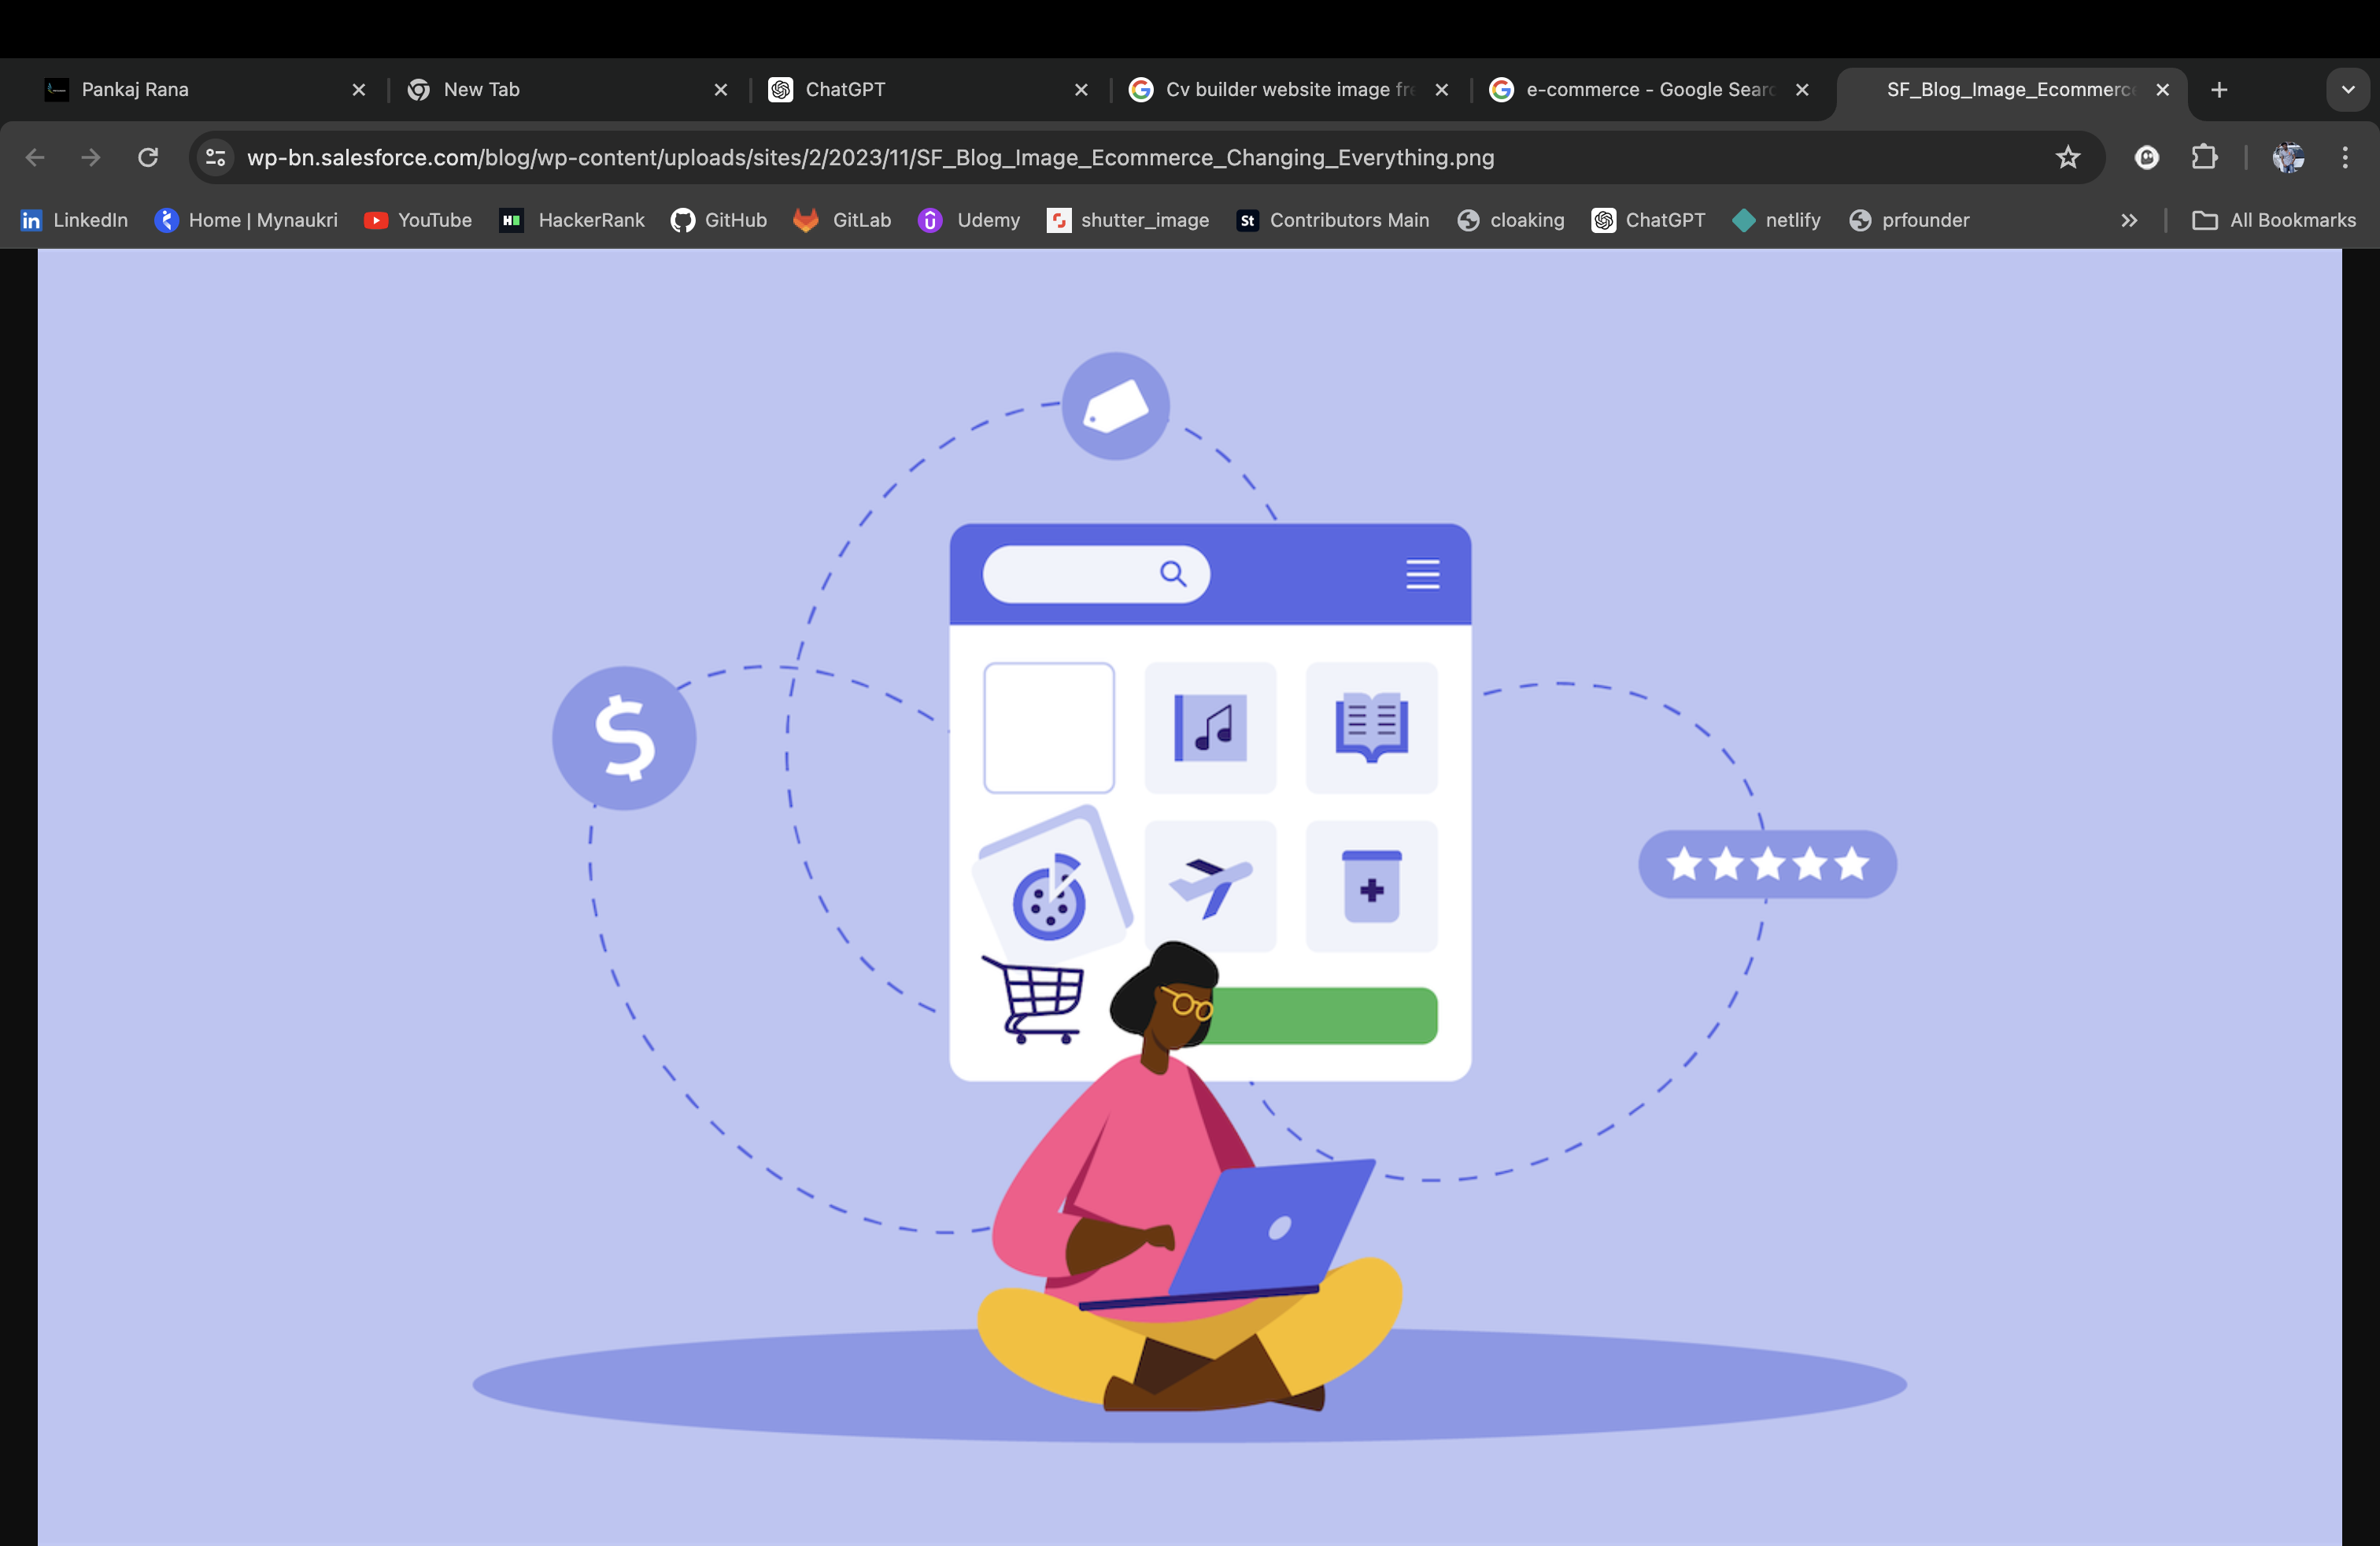 Pankaj Rana
New Tab
ChatGPT
Cv builder website image fre
e-commerce - Google Searc
SF_Blog_Image_Ecommerce
wp-bn.salesforce.com/blog/wp-content/uploads/sites/2/2023/11/SF_Blog_Image_Ecommerce_Changing_Everything.png
LinkedIn
Home | Mynaukri
YouTube
HackerRank
GitHub
GitLab
Udemy
shutter_image
Contributors Main
cloaking
ChatGPT
netlify
prfounder
All Bookmarks
$